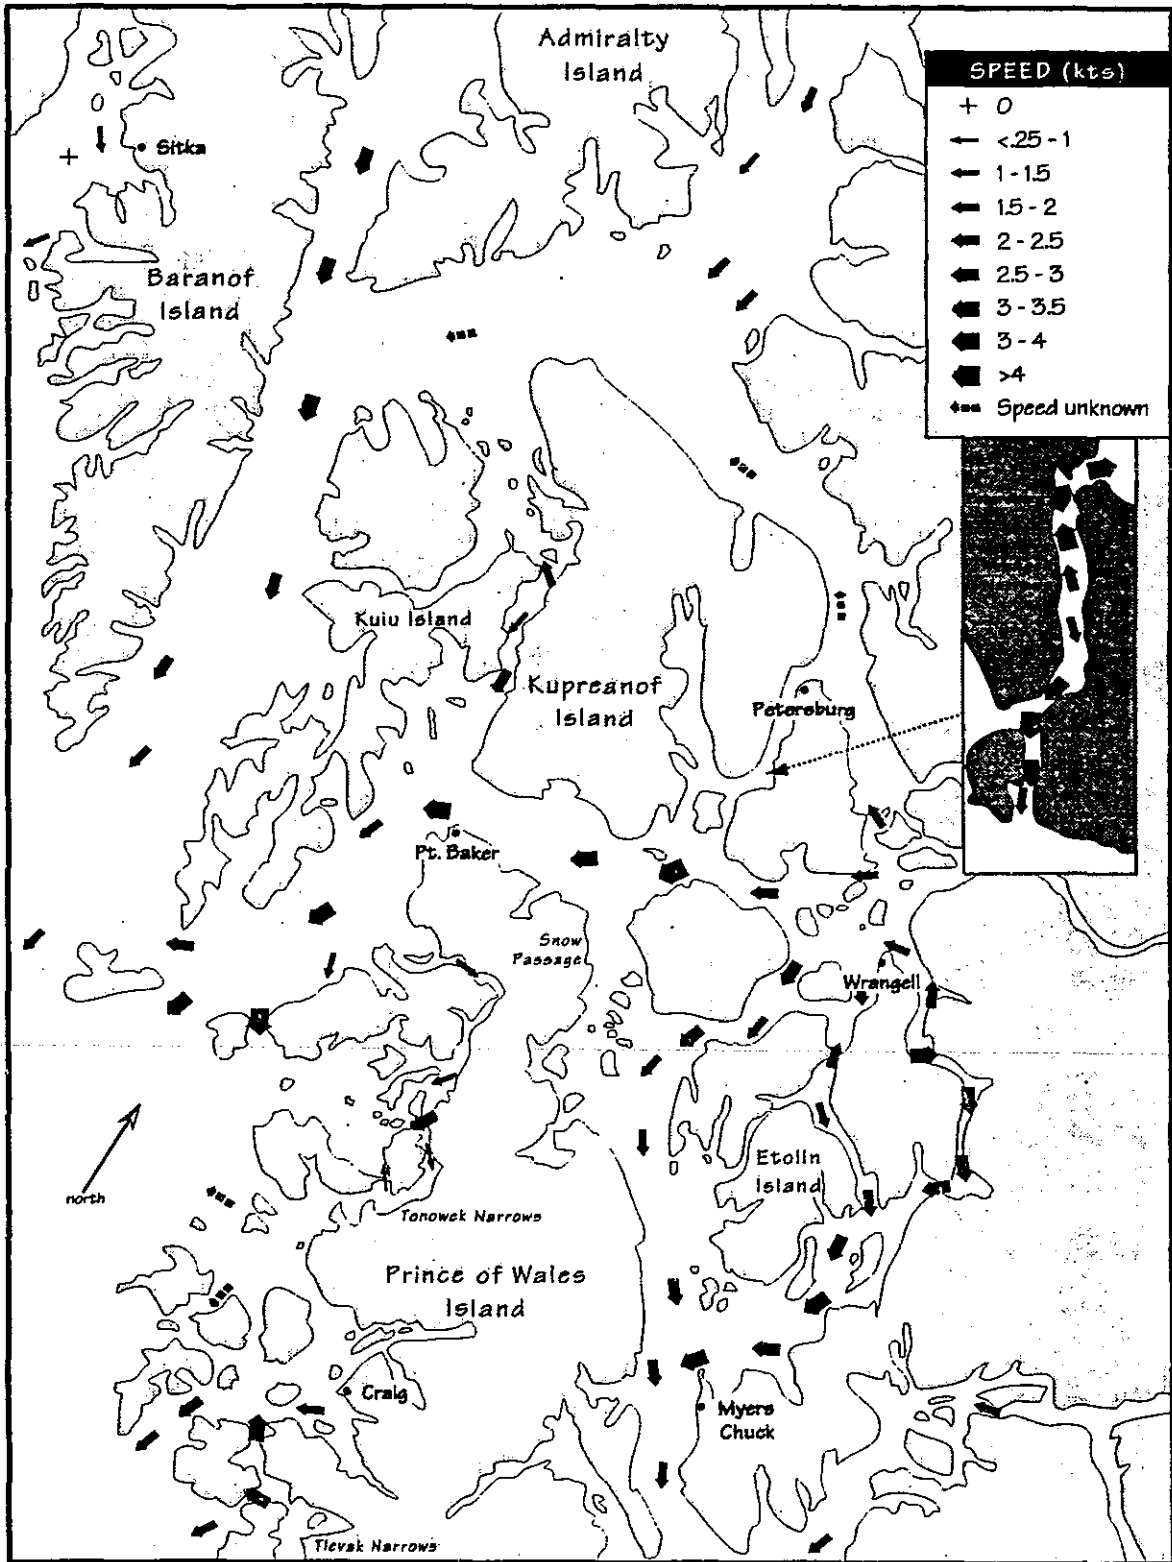 Admiralty
Island
SPEED (kts)
+ 0
<.25 - 1
1 - 1.5
1.5 - 2
2 - 2.5
2.5 - 3
3 - 3.5
3 - 4
>4
Speed unknown
Sitka
Baranof
Island
Kuiu Island
Kupreanof
Island
Petersburg
Pt. Baker
Snow
Passage
Wrangell
north
Etolin
Island
Tonowek Narrows
Prince of Wales
Island
Craig
Myers
Chuck
Tlevak Narrows